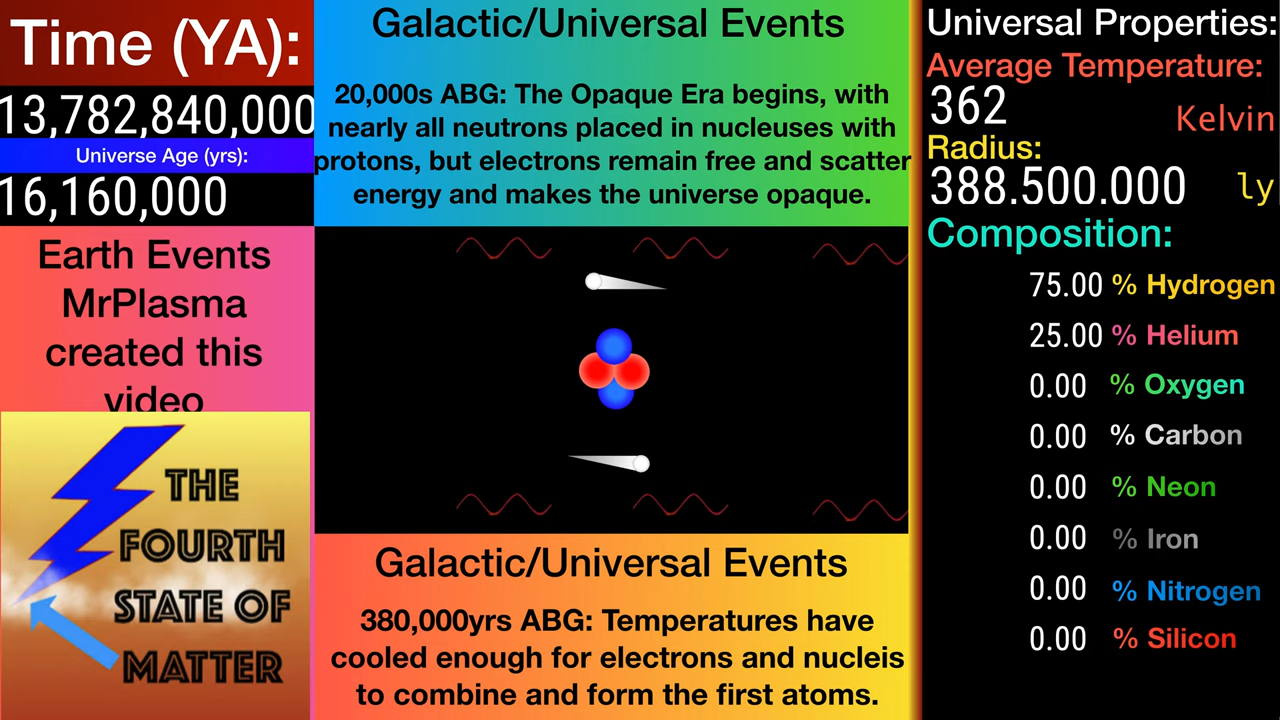 Time (YA):
13,782,840,000
Universe Age (yrs):
16,160,000
Earth Events
MrPlasma
created this
video
THE
FOURTH
STATE OF
MATTER
Galactic/Universal Events
20,000s ABG: The Opaque Era begins, with
nearly all neutrons placed in nucleuses with
protons, but electrons remain free and scatter
energy and makes the universe opaque.
Galactic/Universal Events
380,000yrs ABG: Temperatures have
cooled enough for electrons and nucleis
to combine and form the first atoms.
Universal Properties:
Average Temperature:
362 Kelvin
Radius:
388.500.000 ly
Composition:
75.00 % Hydrogen
25.00 % Helium
0.00 % Oxygen
0.00 % Carbon
0.00 % Neon
0.00 % Iron
0.00 % Nitrogen
0.00 % Silicon